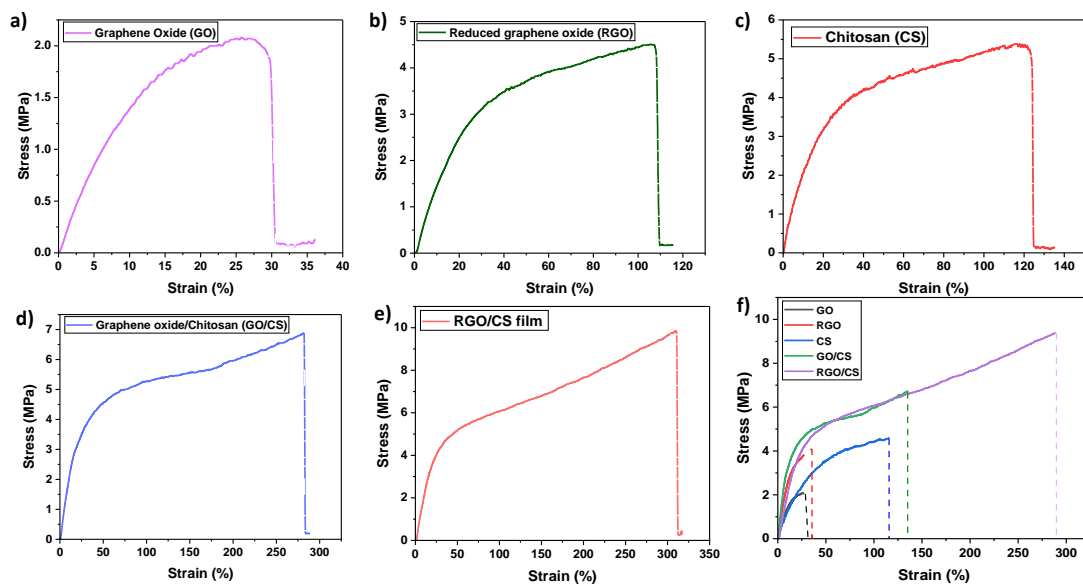 a)
Graphene Oxide (GO)
Stress (MPa)
2.0
1.5
1.0
0.5
0.0
0 5 10 15 20 25 30 35 40
Strain (%)
b)
Reduced graphene oxide (RGO)
Stress (MPa)
5
4
3
2
1
0
0 20 40 60 80 100 120
Strain (%)
c)
Chitosan (CS)
Stress (MPa)
6
5
4
3
2
1
0
0 20 40 60 80 100 120 140
Strain (%)
d)
Graphene oxide/Chitosan (GO/CS)
Stress (MPa)
7
6
5
4
3
2
1
0
0 50 100 150 200 250 300
Strain (%)
e)
RGO/CS film
Stress (MPa)
10
8
6
4
2
0
0 50 100 150 200 250 300 350
Strain (%)
f)
GO
RGO
CS
GO/CS
RGO/CS
Stress (MPa)
10
8
6
4
2
0
0 50 100 150 200 250 300
Strain (%)